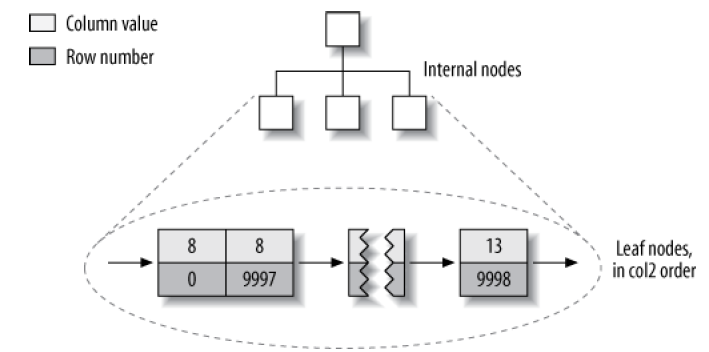 Column value
Row number
Internal nodes
8 8 13
0 9997 9998
Leaf nodes,
in col2 order